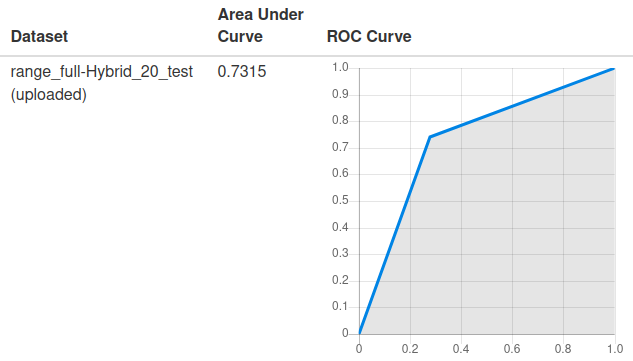 Dataset
Area Under
Curve
ROC Curve
range_full-Hybrid_20_test
(uploaded)
0.7315
1.0
0.9
0.8
0.7
0.6
0.5
0.4
0.3
0.2
0.1
0
0 0.2 0.4 0.6 0.8 1.0